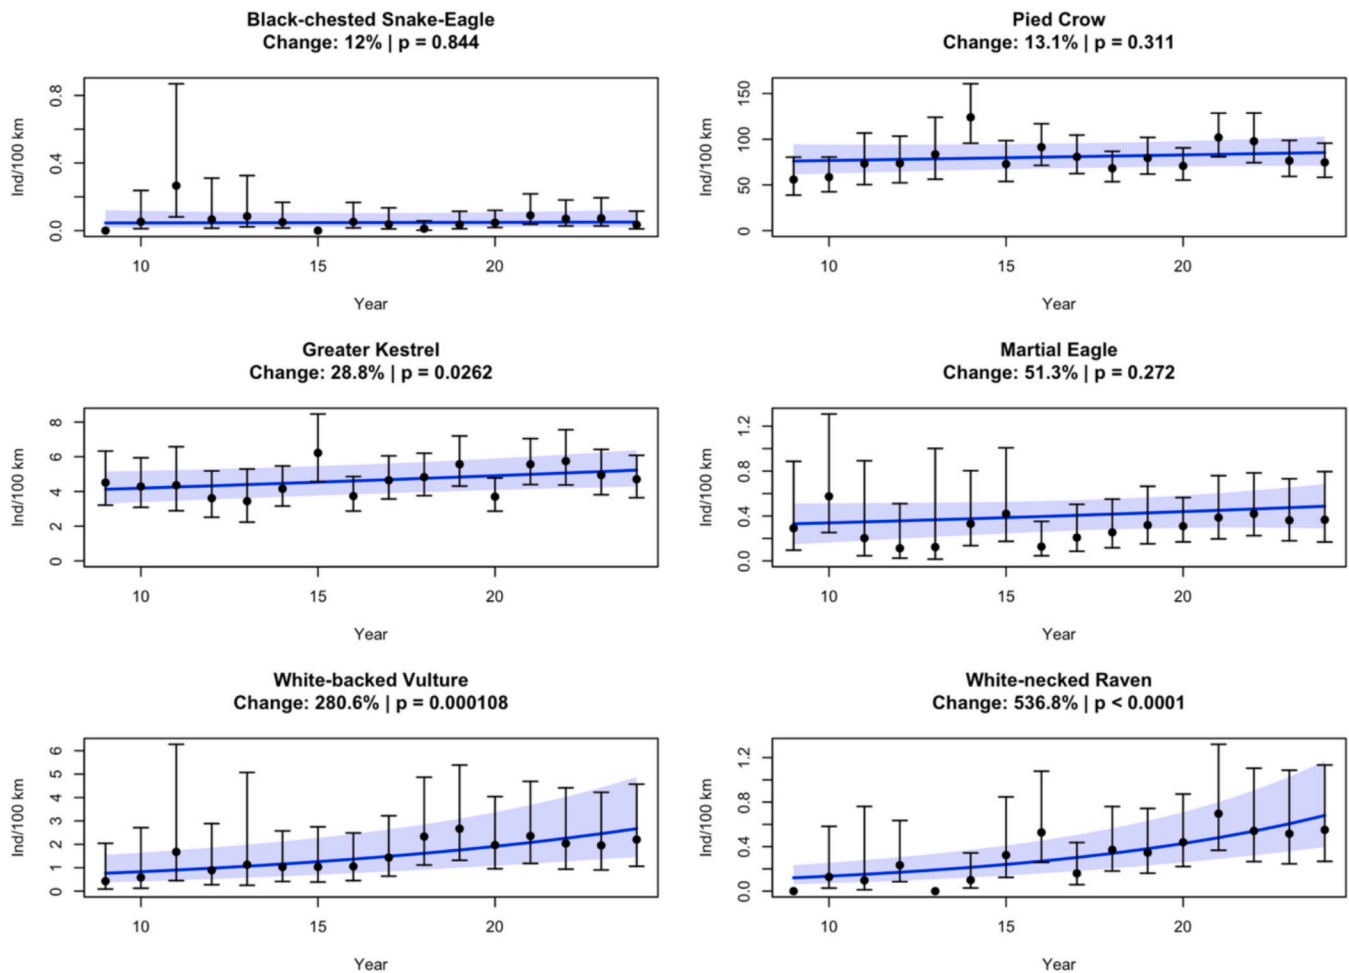 Black-chested Snake-Eagle
Change: 12% | p = 0.844
Ind/100 km
0.8
0.4
0.0
10
15
20
Year
Pied Crow
Change: 13.1% | p = 0.311
Ind/100 km
150
100
50
0
10
15
20
Year
Greater Kestrel
Change: 28.8% | p = 0.0262
Ind/100 km
8
6
4
2
0
10
15
20
Year
Martial Eagle
Change: 51.3% | p = 0.272
Ind/100 km
1.2
0.8
0.4
0.0
10
15
20
Year
White-backed Vulture
Change: 280.6% | p = 0.000108
Ind/100 km
6
5
4
3
2
1
0
10
15
20
Year
White-necked Raven
Change: 536.8% | p < 0.0001
Ind/100 km
1.2
0.8
0.4
0.0
10
15
20
Year